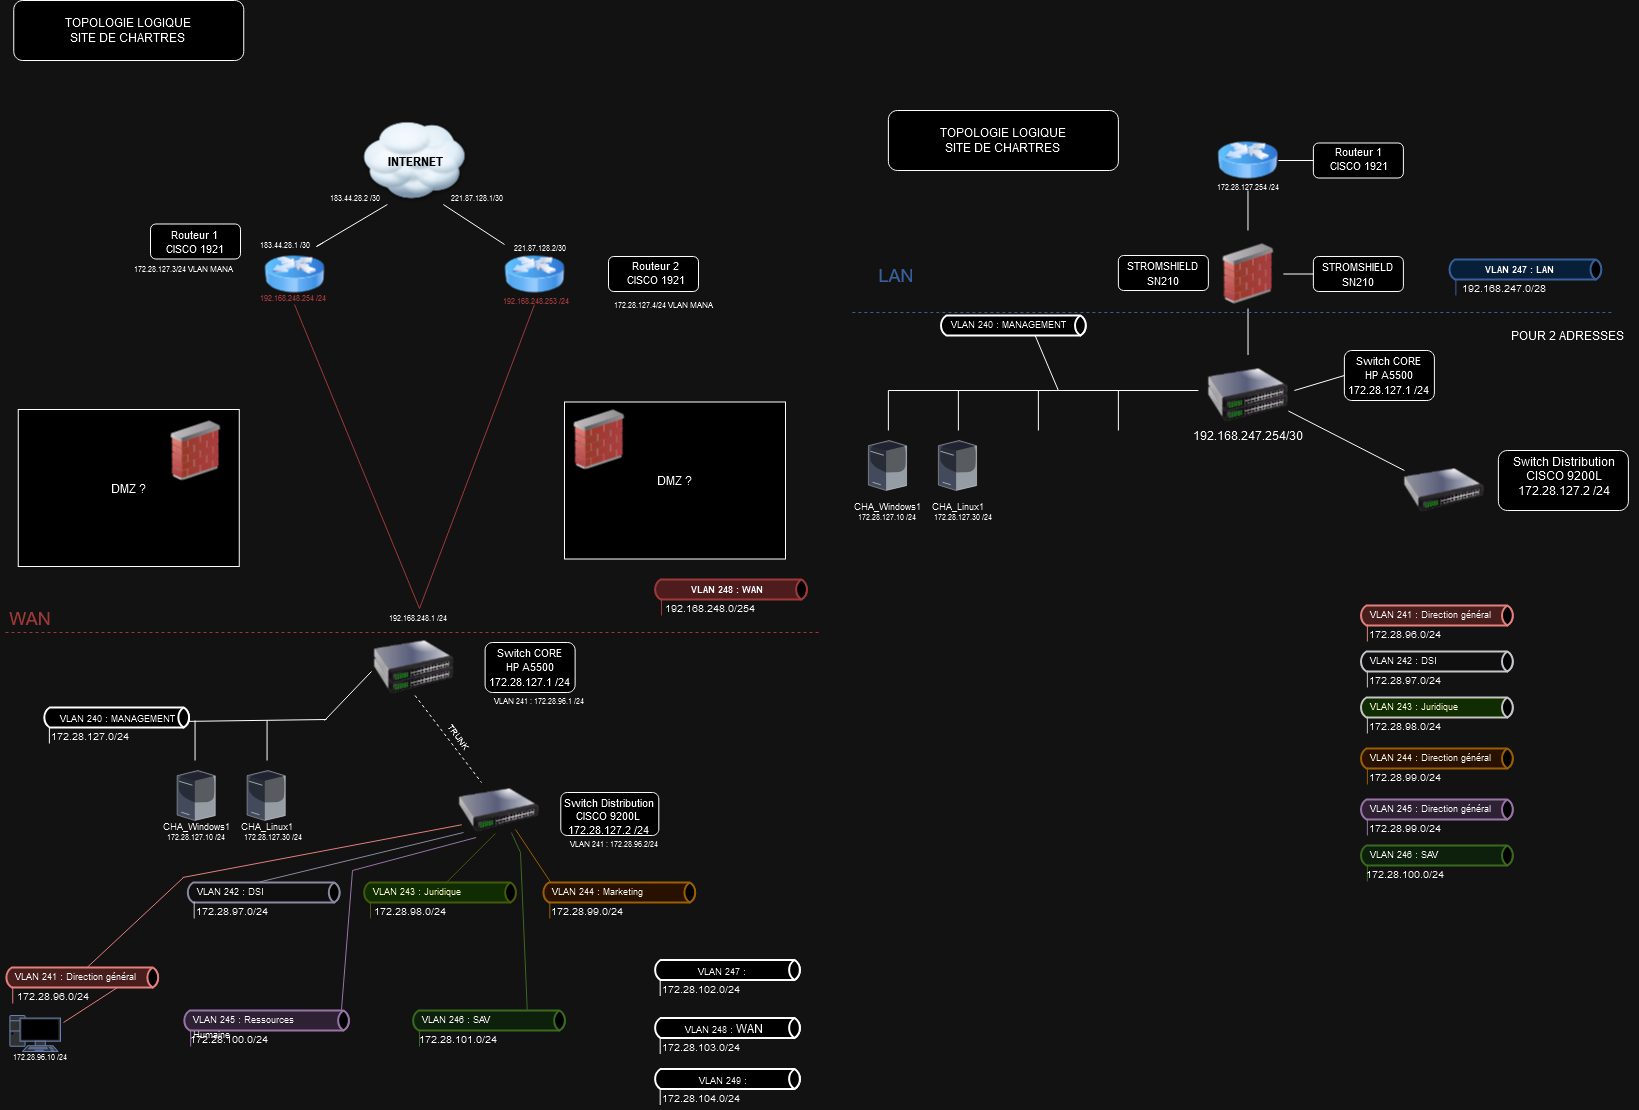 TOPOLOGIE LOGIQUE
SITE DE CHARTRES
INTERNET
183.44.28.2 /30
221.87.128.1/30
Routeur 1
CISCO 1921
172.28.127.3/24 VLAN MANA
183.44.28.1 /30
192.168.248.254 /24
221.87.128.2/30
192.168.248.253 /24
Routeur 2
CISCO 1921
172.28.127.4/24 VLAN MANA
DMZ ?
DMZ ?
VLAN 248 : WAN
192.168.248.0/254
WAN
192.168.248.1 /24
Switch CORE
HP A5500
172.28.127.1 /24
VLAN 241 : 172.28.96.1 /24
VLAN 240 : MANAGEMENT
172.28.127.0/24
TRUNK
CHA_Windows1
172.28.127.10 /24
CHA_Linux1
172.28.127.30 /24
Switch Distribution
CISCO 9200L
172.28.127.2 /24
VLAN 241 : 172.28.96.2/24
VLAN 242 : DSI
172.28.97.0/24
VLAN 243 : Juridique
172.28.98.0/24
VLAN 244 : Marketing
172.28.99.0/24
VLAN 241 : Direction général
172.28.96.0/24
172.28.96.10 /24
VLAN 245 : Ressources
Humaine
172.28.100.0/24
VLAN 246 : SAV
172.28.101.0/24
VLAN 247 :
172.28.102.0/24
VLAN 248 : WAN
172.28.103.0/24
VLAN 249 :
172.28.104.0/24
TOPOLOGIE LOGIQUE
SITE DE CHARTRES
Routeur 1
CISCO 1921
172.28.127.254 /24
STROMSHIELD
SN210
STROMSHIELD
SN210
VLAN 247 : LAN
192.168.247.0/28
LAN
VLAN 240 : MANAGEMENT
POUR 2 ADRESSES
Switch CORE
HP A5500
172.28.127.1 /24
192.168.247.254/30
Switch Distribution
CISCO 9200L
172.28.127.2 /24
CHA_Windows1
172.28.127.10 /24
CHA_Linux1
172.28.127.30 /24
VLAN 241 : Direction général
172.28.96.0/24
VLAN 242 : DSI
172.28.97.0/24
VLAN 243 : Juridique
172.28.98.0/24
VLAN 244 : Direction général
172.28.99.0/24
VLAN 245 : Direction général
172.28.99.0/24
VLAN 246 : SAV
172.28.100.0/24